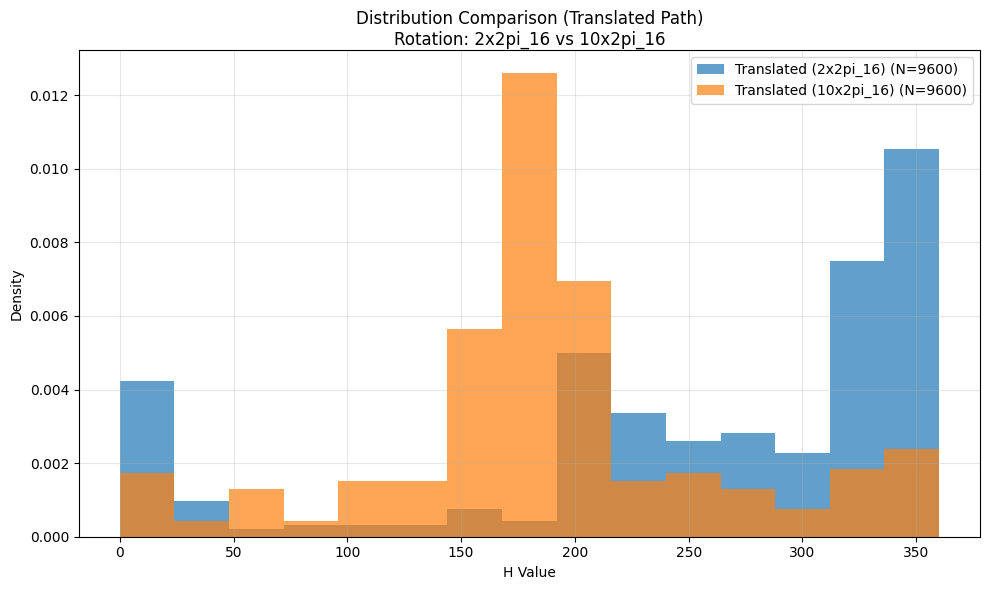 Distribution Comparison (Translated Path)
Rotation: 2x2pi_16 vs 10x2pi_16
Translated (2x2pi_16) (N=9600)
Translated (10x2pi_16) (N=9600)
Density
0.012
0.010
0.008
0.006
0.004
0.002
0.000
0 50 100 150 200 250 300 350
H Value